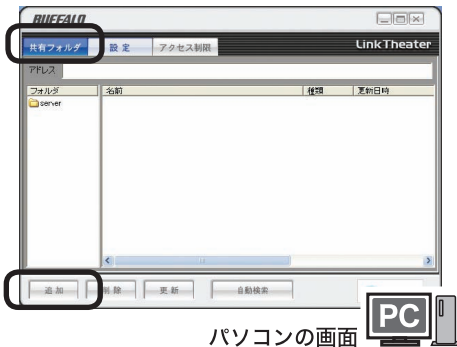 BUFFALO
共有フォルダ 設定 アクセス制限 LinkTheater
アドレス
フォルダ 名前 種類 更新日時
server
追加 削除 更新 自動検索
パソコンの画面 PC